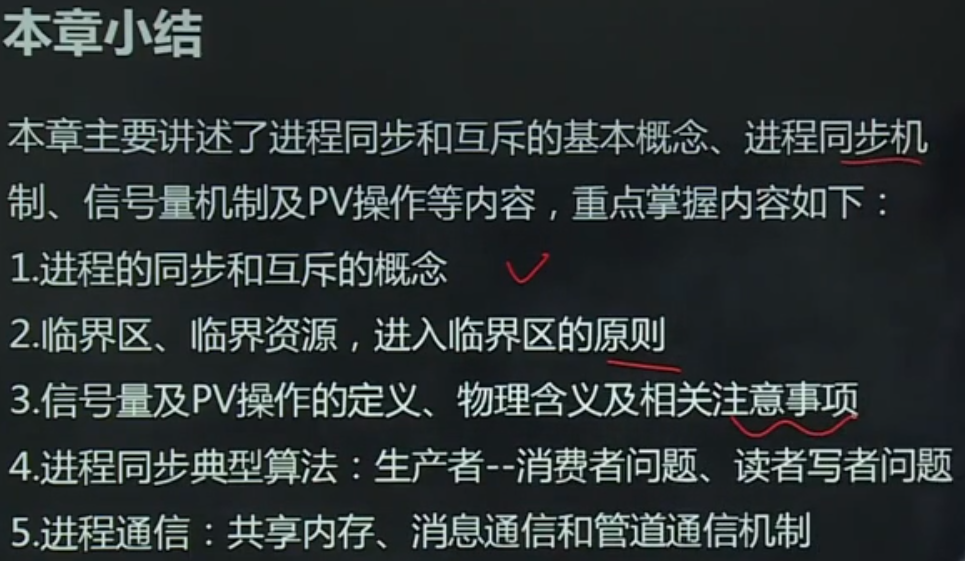 本章小结
本章主要讲述了进程同步和互斥的基本概念、进程同步机
制、信号量机制及PV操作等内容，重点掌握内容如下：
1.进程的同步和互斥的概念
2.临界区、临界资源，进入临界区的原则
3.信号量及PV操作的定义、物理含义及相关注意事项
4.进程同步典型算法：生产者--消费者问题、读者写者问题
5.进程通信：共享内存、消息通信和管道通信机制